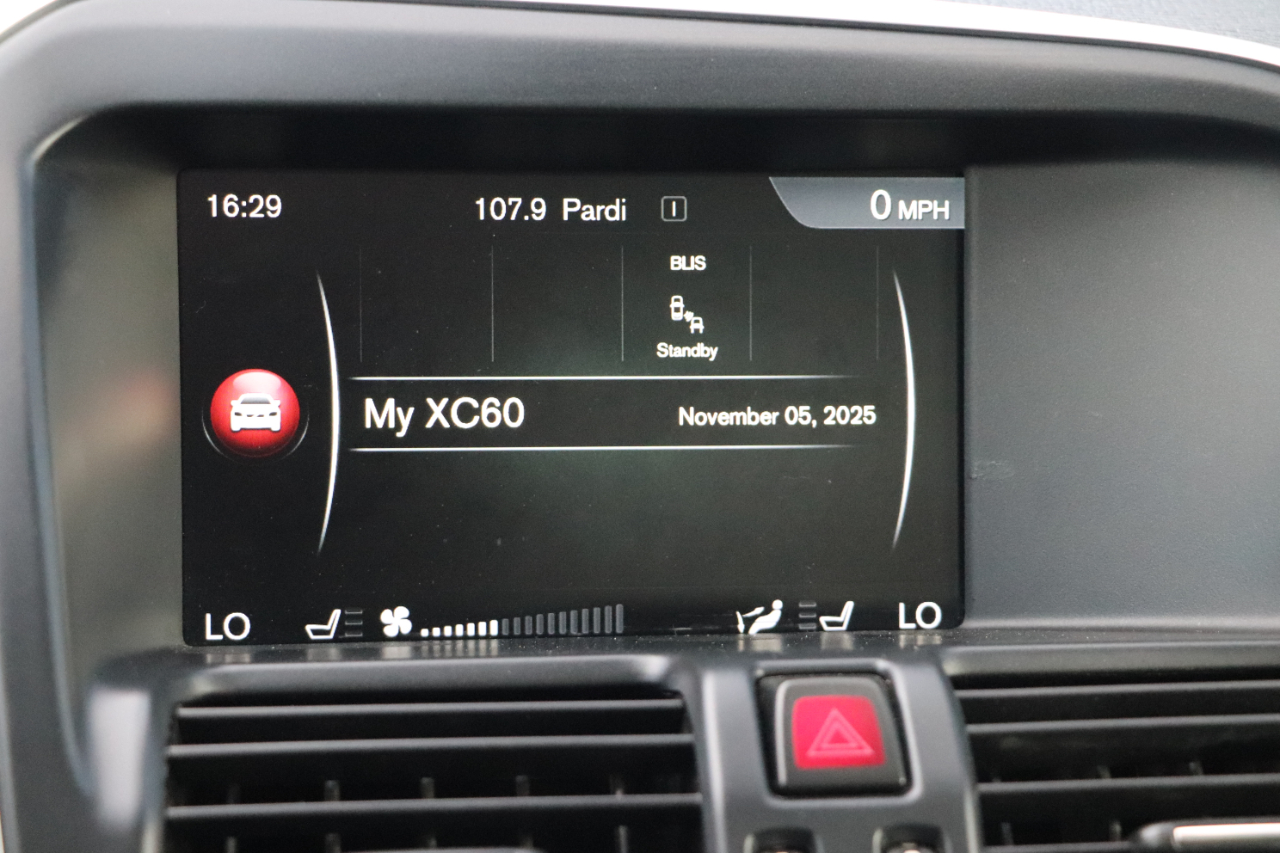 16:29 107.9 Pardi I 0 MPH
BLIS
Standby
My XC60 November 05, 2025
LO LO